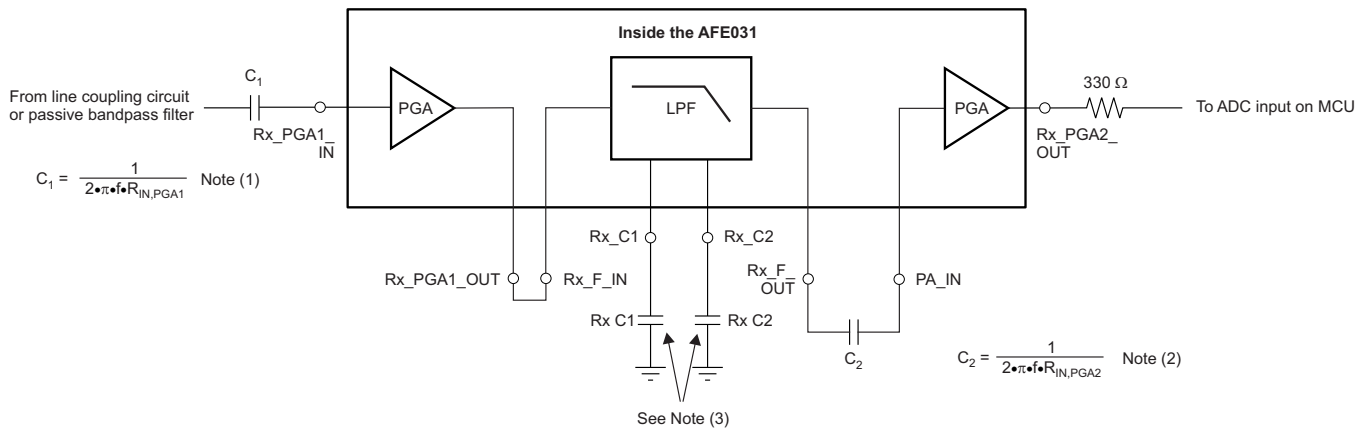 Inside the AFE031
C1
From line coupling circuit
or passive bandpass filter
Rx_PGA1_
IN
PGA
LPF
PGA
330 Ω
Rx_PGA2_
OUT
To ADC input on MCU
C1 = 1 / 2•π•f•RIN,PGA1 Note (1)
Rx_C1
Rx_C2
Rx_PGA1_OUT
Rx_F_IN
Rx_F_
OUT
PA_IN
Rx C1
Rx C2
C2
C2 = 1 / 2•π•f•RIN,PGA2 Note (2)
See Note (3)